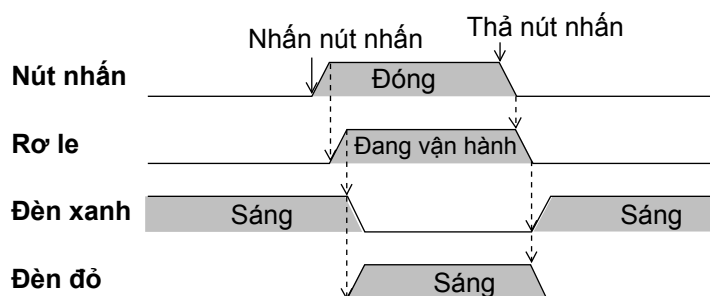 Nhấn nút nhấn
Thả nút nhấn
Nút nhấn
Đóng
Rơ le
Đang vận hành
Đèn xanh
Sáng
Sáng
Đèn đỏ
Sáng